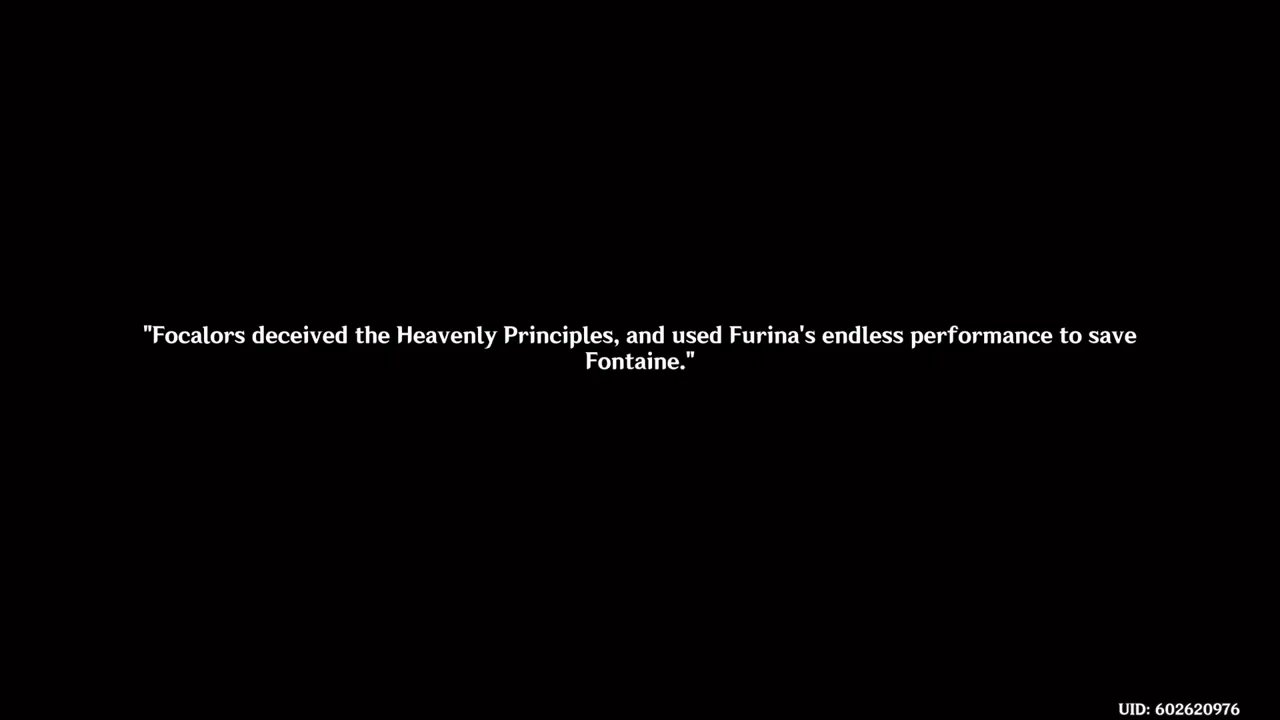 "Focalors deceived the Heavenly Principles, and used Furina's endless performance to save
Fontaine."
UID: 602620976